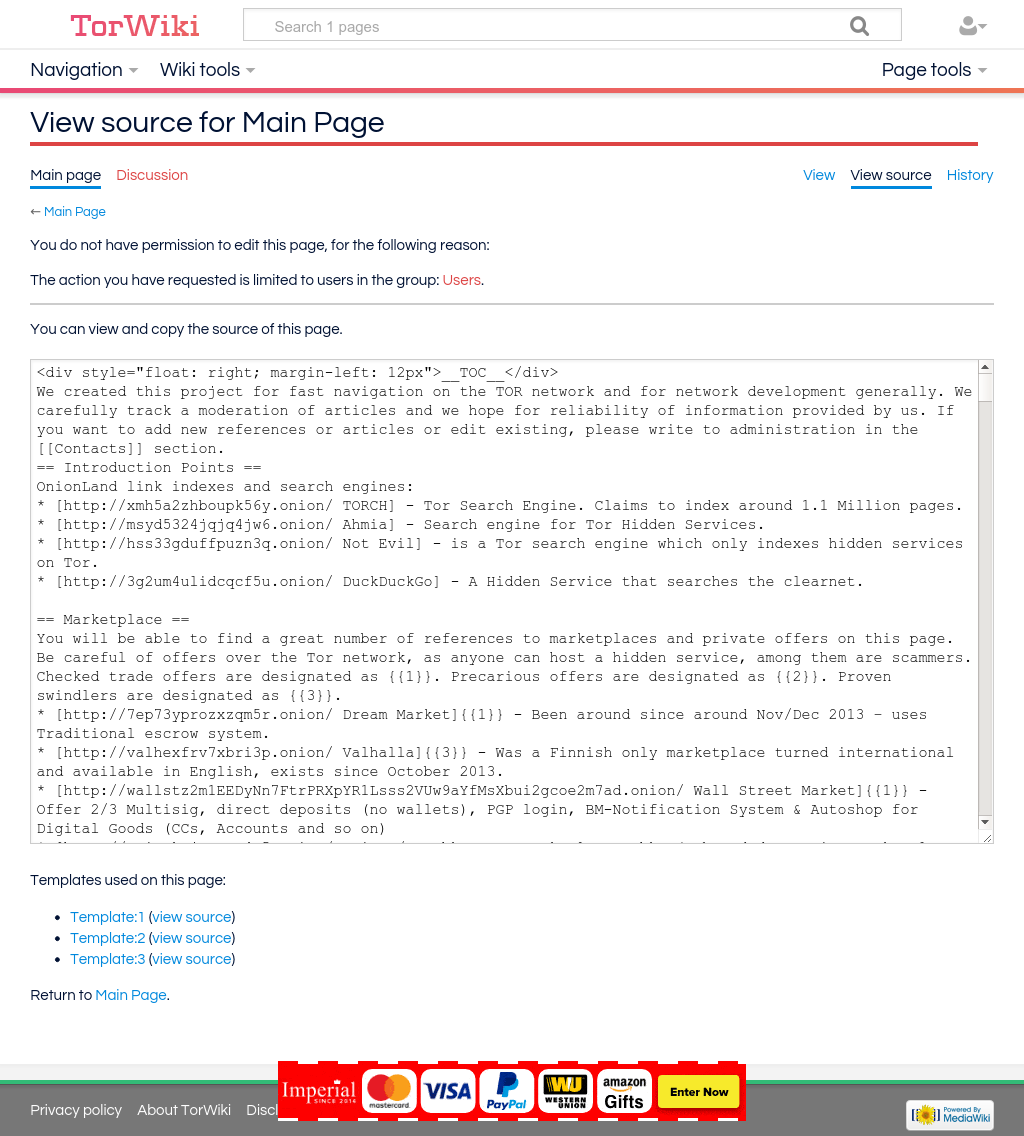 TorWiki
Search 1 pages
Navigation
Wiki tools
Page tools
View source for Main Page
Main page
Discussion
View
View source
History
← Main Page
You do not have permission to edit this page, for the following reason:
The action you have requested is limited to users in the group: Users.
You can view and copy the source of this page.
<div style="float: right; margin-left: 12px">__TOC__</div>
We created this project for fast navigation on the TOR network and for network development generally. We
carefully track a moderation of articles and we hope for reliability of information provided by us. If
you want to add new references or articles or edit existing, please write to administration in the
[[Contacts]] section.
== Introduction Points ==
OnionLand link indexes and search engines:
* [http://xmh5a2zhboupk56y.onion/ TORCH] - Tor Search Engine. Claims to index around 1.1 Million pages.
* [http://msyd5324jqjq4jw6.onion/ Ahmia] - Search engine for Tor Hidden Services.
* [http://hss33gduffpuzn3q.onion/ Not Evil] - is a Tor search engine which only indexes hidden services
on Tor.
* [http://3g2um4ulidcqcf5u.onion/ DuckDuckGo] - A Hidden Service that searches the clearnet.
== Marketplace ==
You will be able to find a great number of references to marketplaces and private offers on this page.
Be careful of offers over the Tor network, as anyone can host a hidden service, among them are scammers.
Checked trade offers are designated as {{1}}. Precarious offers are designated as {{2}}. Proven
swindlers are designated as {{3}}.
* [http://7ep73yprozxzqm5r.onion/ Dream Market]{{1}} - Been around since around Nov/Dec 2013 – uses
Traditional escrow system.
* [http://valhexfrv7xbri3p.onion/ Valhalla]{{3}} - Was a Finnish only marketplace turned international
and available in English, exists since October 2013.
* [http://wallstz2mlEEDyNn7FtrPRXpYRlLsss2VUw9aYfMsXbui2gcoe2m7ad.onion/ Wall Street Market]{{1}} -
Offer 2/3 Multisig, direct deposits (no wallets), PGP login, BM-Notification System & Autoshop for
Digital Goods (CCs, Accounts and so on)
Templates used on this page:
• Template:1 (view source)
• Template:2 (view source)
• Template:3 (view source)
Return to Main Page.
Imperial
SINCE 2014
mastercard
VISA
PayPal
WU
WESTERN
UNION
amazon
Gifts
Enter Now
Privacy policy
About TorWiki
Discl
Powered By
MediaWiki